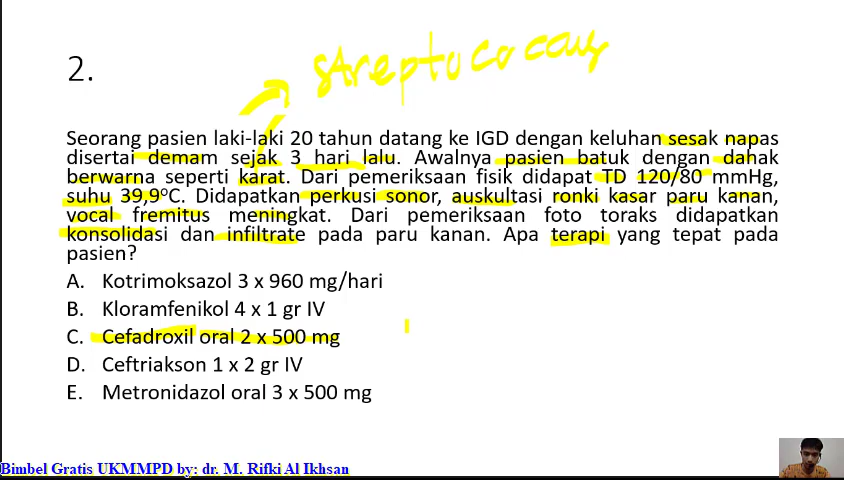 2.
Streptococcus
Seorang pasien laki-laki 20 tahun datang ke IGD dengan keluhan sesak napas
disertai demam sejak 3 hari lalu. Awalnya pasien batuk dengan dahak
berwarna seperti karat. Dari pemeriksaan fisik didapat TD 120/80 mmHg,
suhu 39,9°C. Didapatkan perkusi sonor, auskultasi ronki kasar paru kanan,
vocal fremitus meningkat. Dari pemeriksaan foto toraks didapatkan
konsolidasi dan infiltrate pada paru kanan. Apa terapi yang tepat pada
pasien?
A. Kotrimoksazol 3 x 960 mg/hari
B. Kloramfenikol 4 x 1 gr IV
C. Cefadroxil oral 2 x 500 mg
D. Ceftriakson 1 x 2 gr IV
E. Metronidazol oral 3 x 500 mg
Bimbel Gratis UKMMPD by: dr. M. Rifki Al Ikhsan